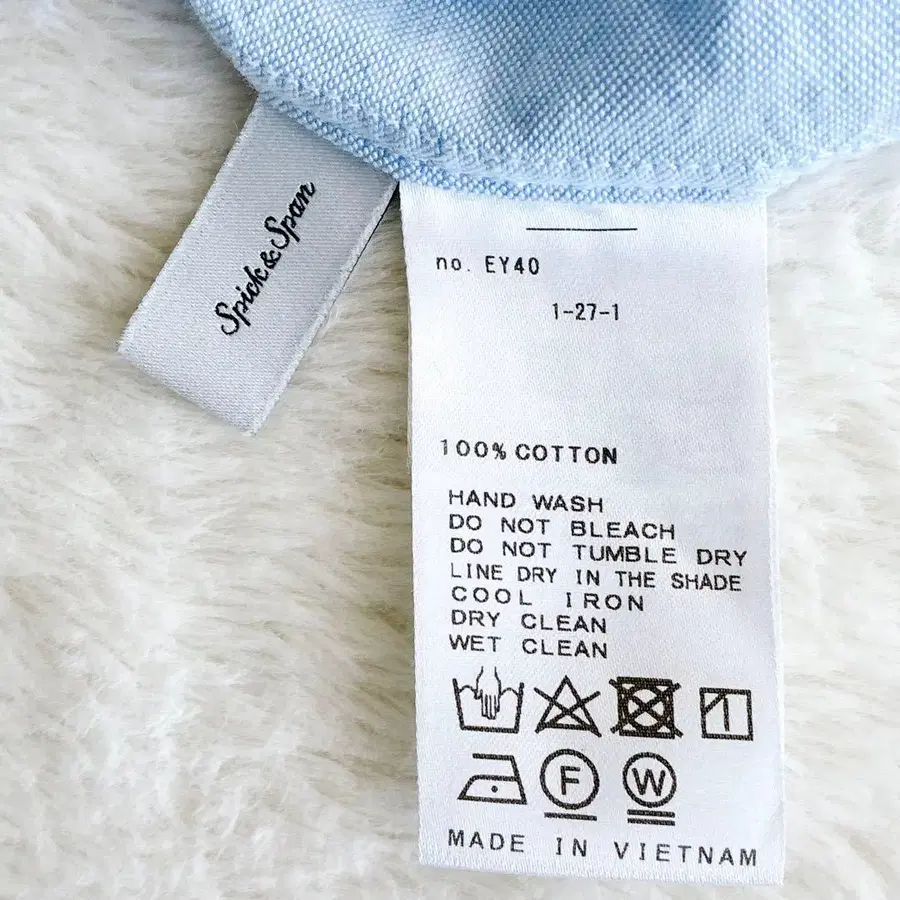 Spick & Span
no. EY40
1-27-1
100% COTTON
HAND WASH
DO NOT BLEACH
DO NOT TUMBLE DRY
LINE DRY IN THE SHADE
COOL IRON
DRY CLEAN
WET CLEAN
F W
MADE IN VIETNAM